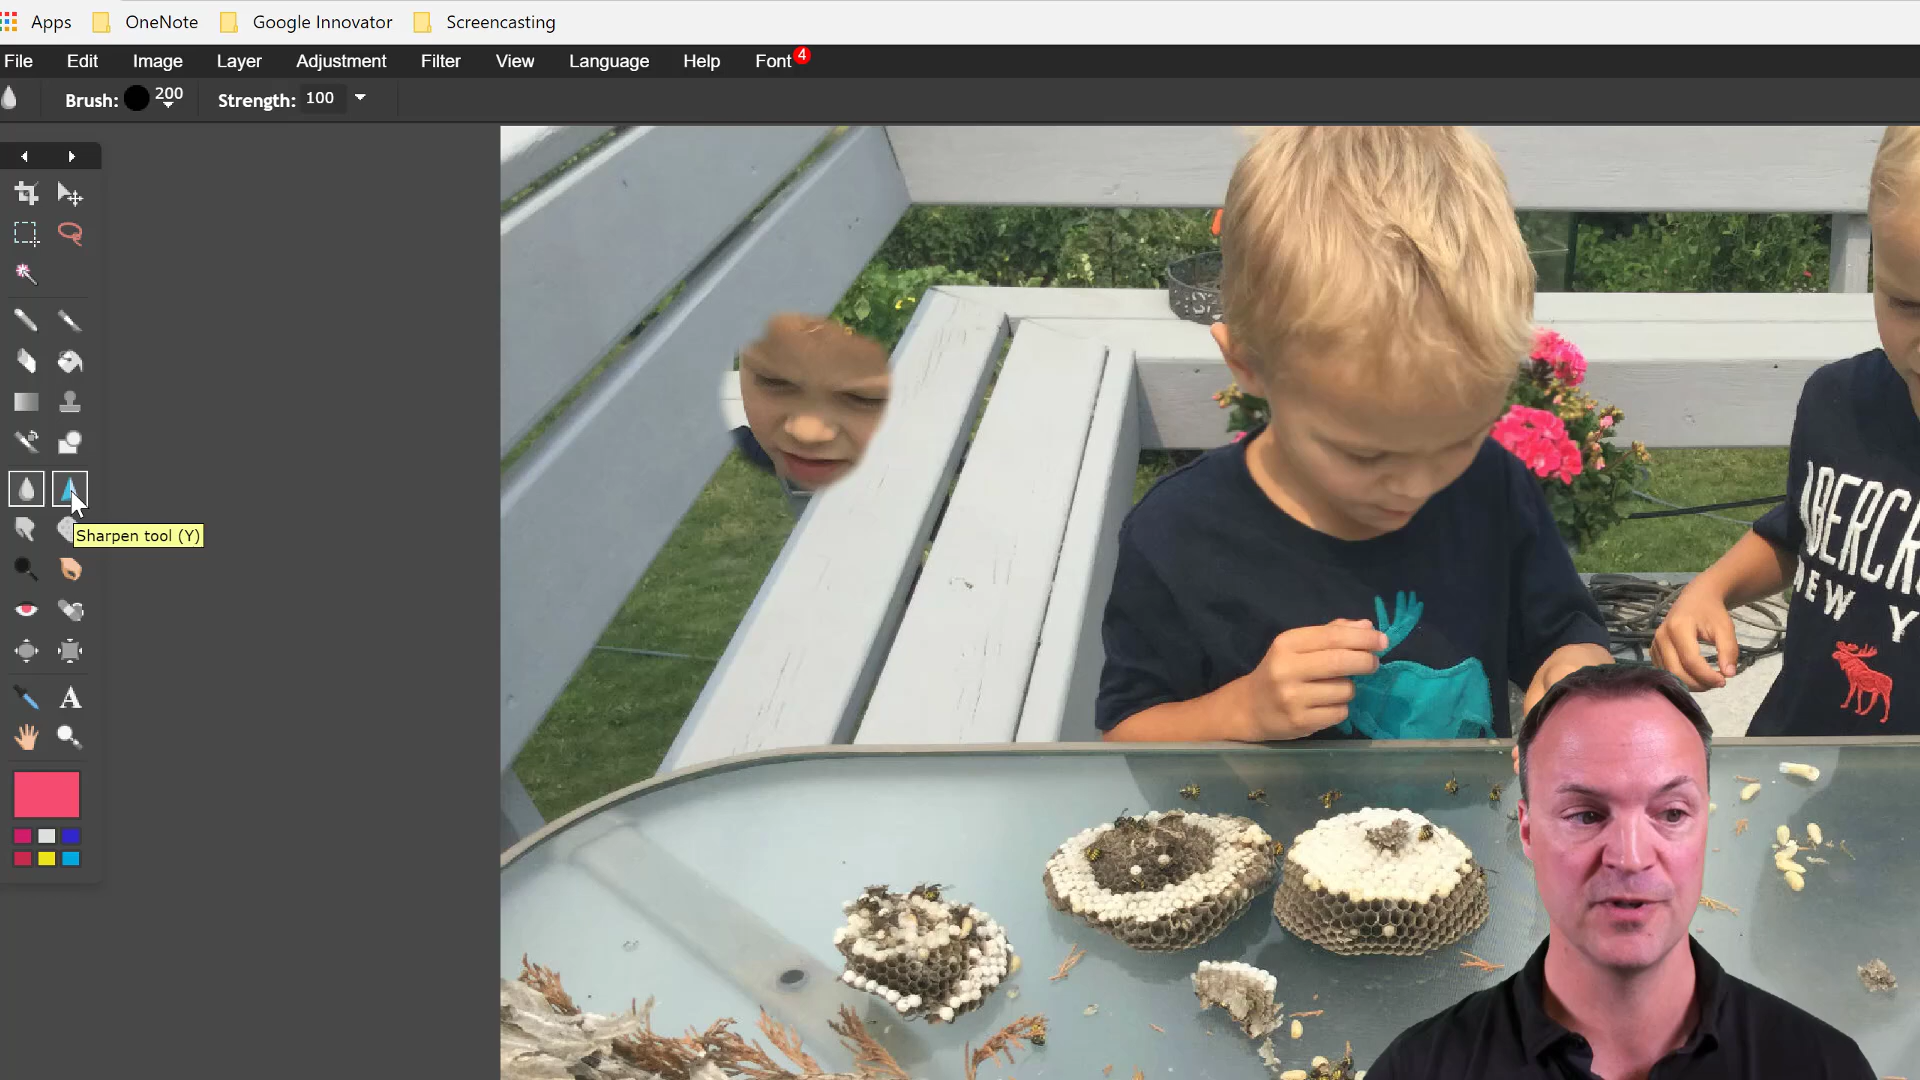 Apps OneNote Google Innovator Screencasting
File Edit Image Layer Adjustment Filter View Language Help Font 4
Brush: 200 Strength: 100
Sharpen tool (Y)
A
NEW Y